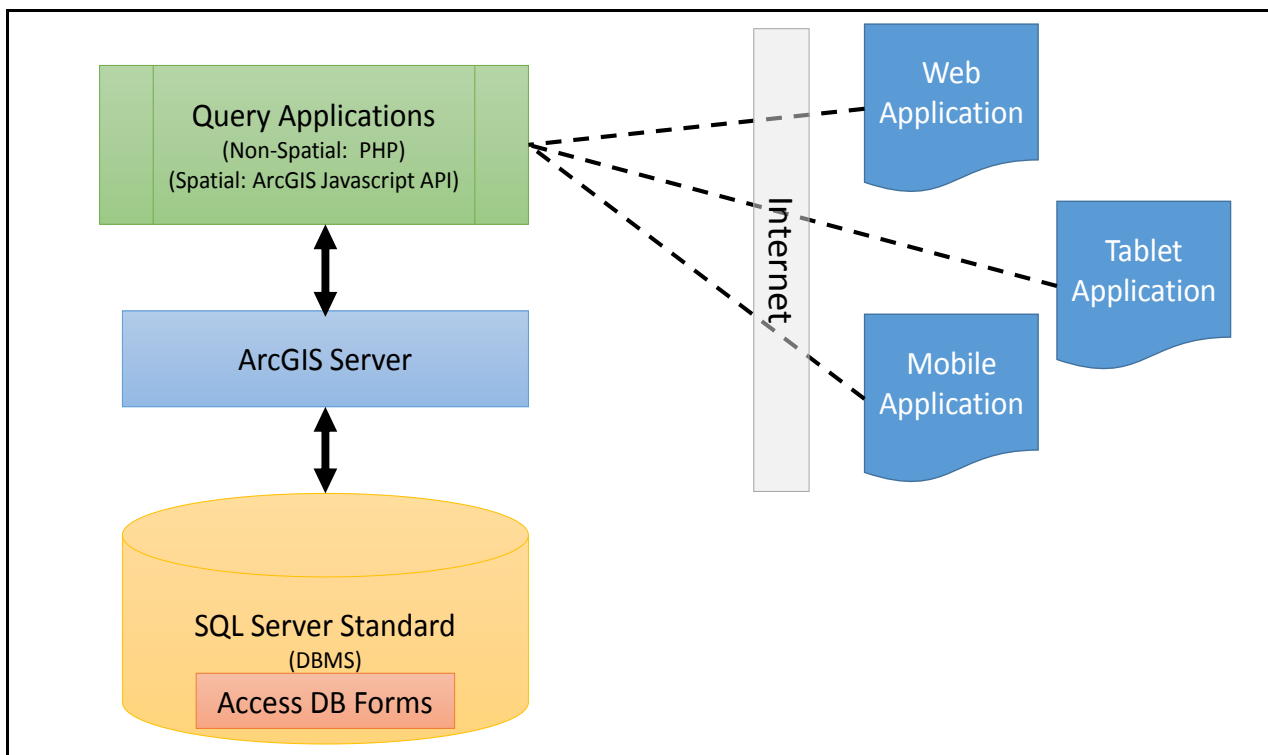 Query Applications
(Non-Spatial: PHP)
(Spatial: ArcGIS Javascript API)
ArcGIS Server
SQL Server Standard
(DBMS)
Access DB Forms
Internet
Web
Application
Tablet
Application
Mobile
Application